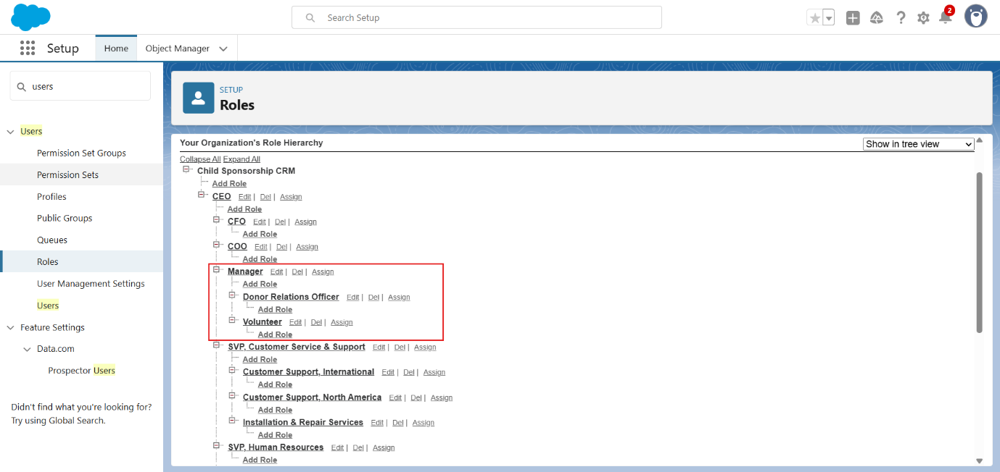 Search Setup
2
Setup
Home
Object Manager
users
Users
Permission Set Groups
Permission Sets
Profiles
Public Groups
Queues
Roles
User Management Settings
Users
Feature Settings
Data.com
Prospector Users
Didn't find what you're looking for?
Try using Global Search.
SETUP
Roles
Your Organization's Role Hierarchy
Show in tree view
Collapse All Expand All
Child Sponsorship CRM
Add Role
CEO Edit | Del | Assign
Add Role
CFO Edit | Del | Assign
Add Role
COO Edit | Del | Assign
Add Role
Manager Edit | Del | Assign
Add Role
Donor Relations Officer Edit | Del | Assign
Add Role
Volunteer Edit | Del | Assign
Add Role
SVP, Customer Service & Support Edit | Del | Assign
Add Role
Customer Support, International Edit | Del | Assign
Add Role
Customer Support, North America Edit | Del | Assign
Add Role
Installation & Repair Services Edit | Del | Assign
Add Role
SVP, Human Resources Edit | Del | Assign
Add Role